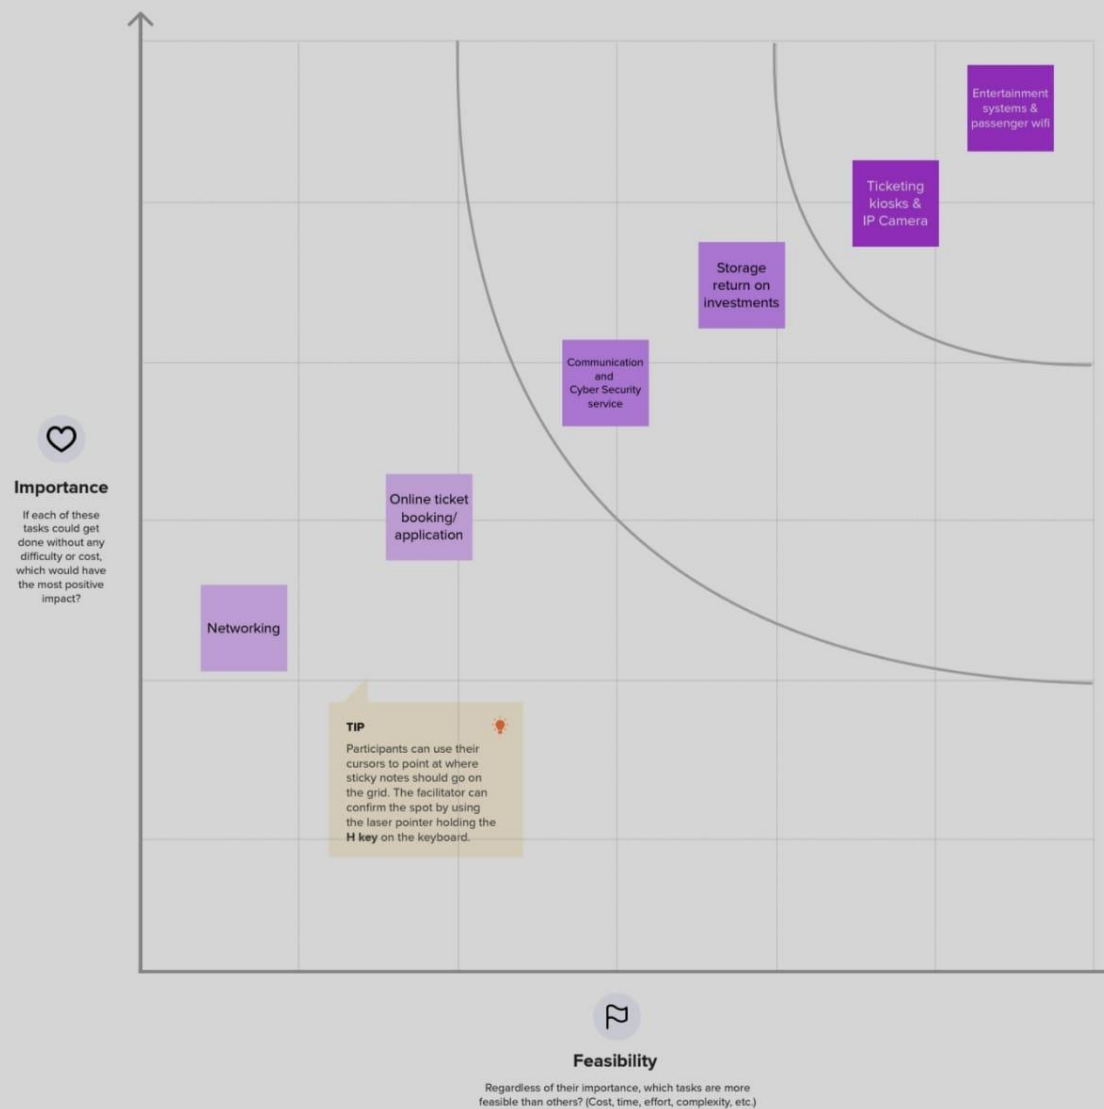 Entertainment
systems &
passenger wifi
Ticketing
kiosks &
IP Camera
Storage
return on
investments
Communication
and
Cyber Security
service
Importance
If each of these
tasks could get
done without any
difficulty or cost,
which would have
the most positive
impact?
Online ticket
booking/
application
Networking
TIP
Participants can use their
cursors to point at where
sticky notes should go on
the grid. The facilitator can
confirm the spot by using
the laser pointer holding the
H key on the keyboard.
Feasibility
Regardless of their importance, which tasks are more
feasible than others? (Cost, time, effort, complexity, etc.)